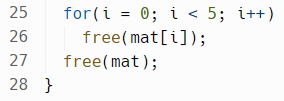 25 for(i = 0; i < 5; i++)
26 free(mat[i]);
27 free(mat);
28 }